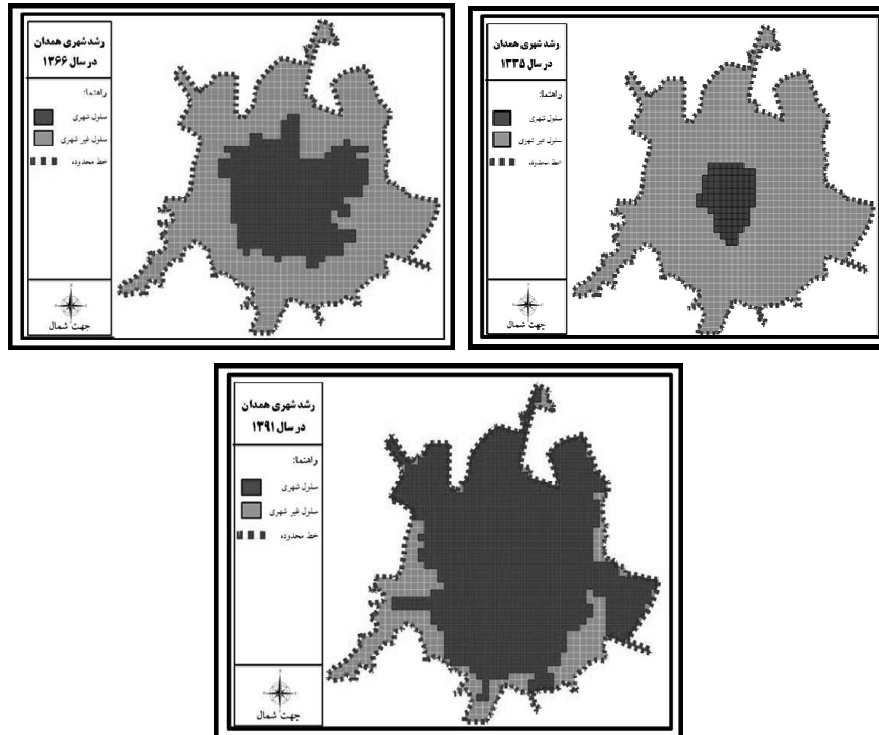 رشد شهری همدان
در سال ۱۳۶۶
راهنما:
سلول شهری
سلول غیر شهری
خط محدوده
جهت شمال
رشد شهری همدان
در سال ۱۳۳۵
راهنما:
سلول شهری
سلول غیر شهری
خط محدوده
جهت شمال
رشد شهری همدان
در سال ۱۳۹۱
راهنما:
سلول شهری
سلول غیر شهری
خط محدوده
جهت شمال